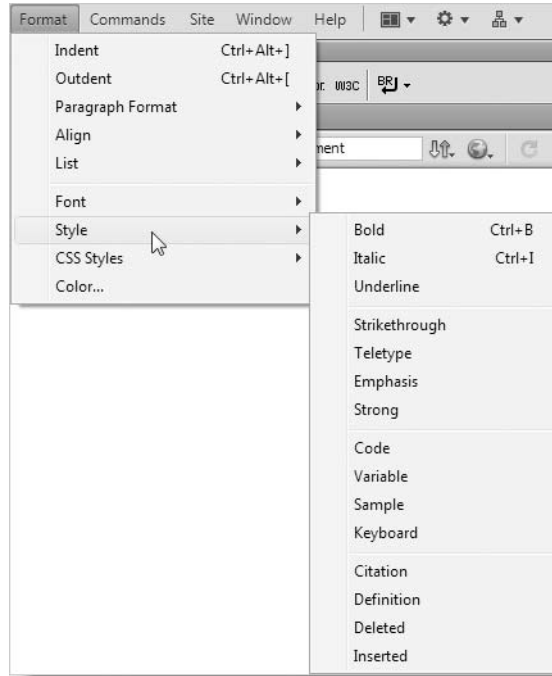 Format Commands Site Window Help
Indent Ctrl+Alt+]
Outdent Ctrl+Alt+[
Paragraph Format
Align
List
Font
Style
CSS Styles
Color...
W3C BR
ment
Bold Ctrl+B
Italic Ctrl+I
Underline
Strikethrough
Teletype
Emphasis
Strong
Code
Variable
Sample
Keyboard
Citation
Definition
Deleted
Inserted